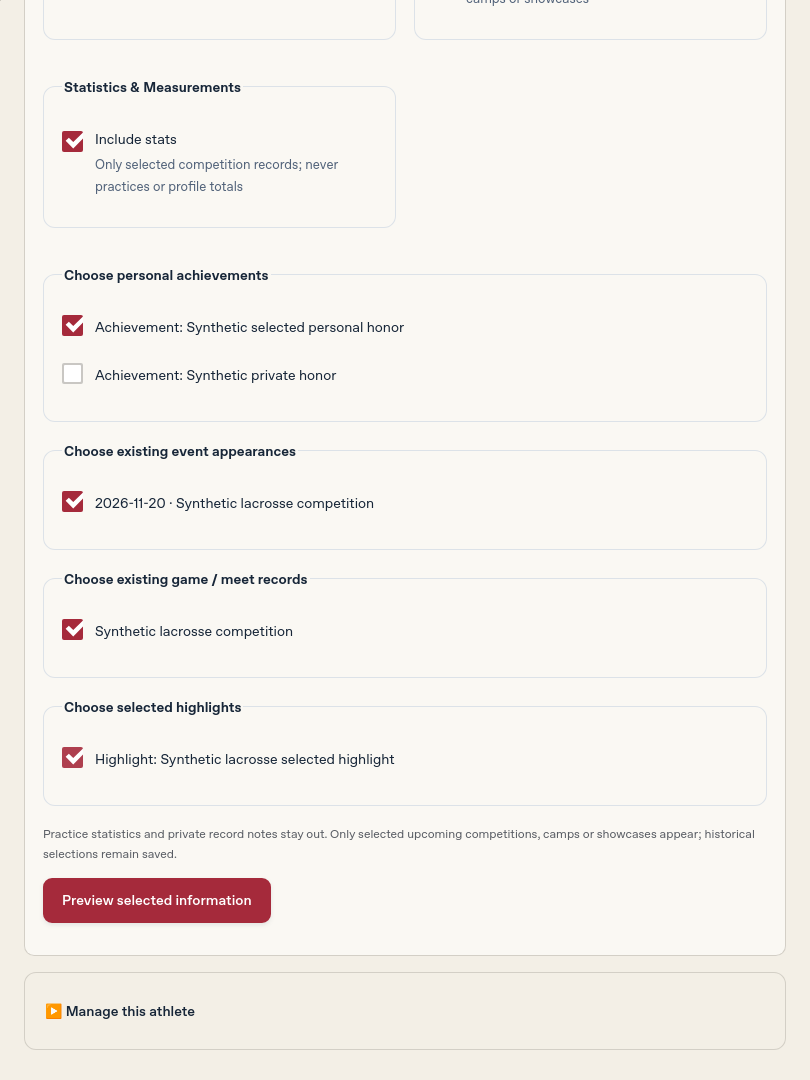 camps or showcases
Statistics & Measurements
Include stats
Only selected competition records; never
practices or profile totals
Choose personal achievements
Achievement: Synthetic selected personal honor
Achievement: Synthetic private honor
Choose existing event appearances
2026-11-20 · Synthetic lacrosse competition
Choose existing game / meet records
Synthetic lacrosse competition
Choose selected highlights
Highlight: Synthetic lacrosse selected highlight
Practice statistics and private record notes stay out. Only selected upcoming competitions, camps or showcases appear; historical
selections remain saved.
Preview selected information
Manage this athlete